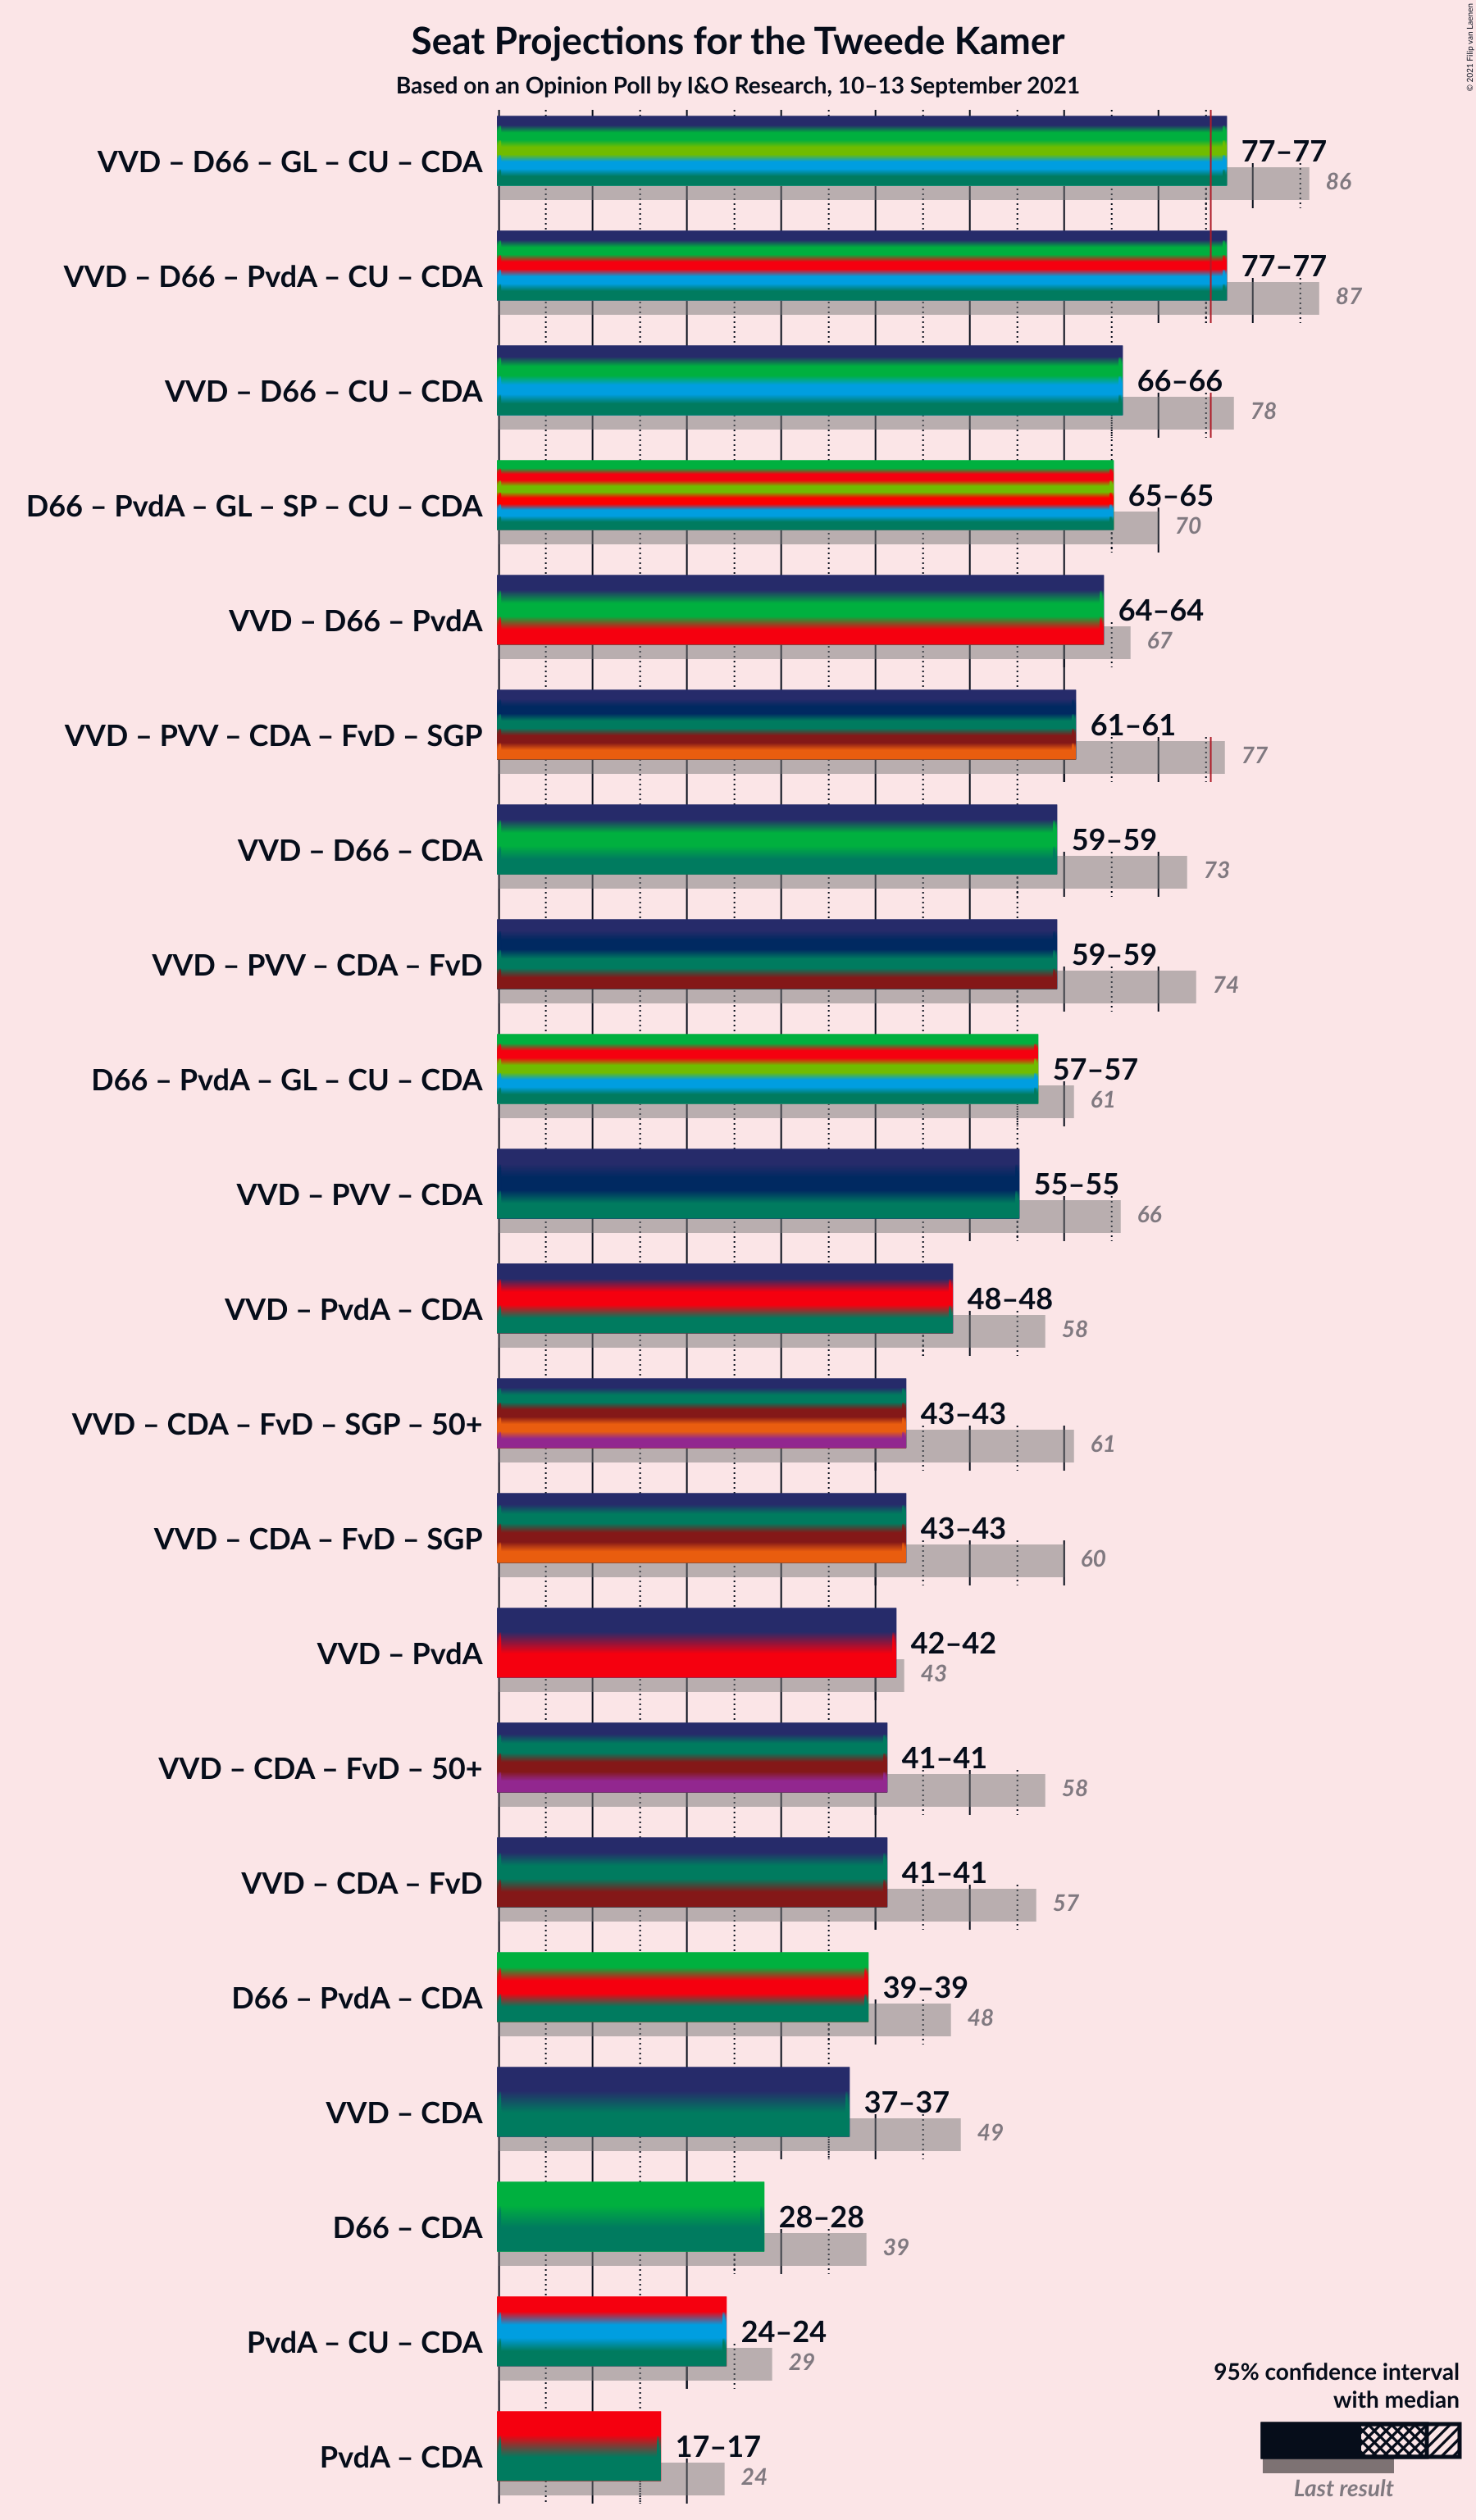 Seat Projections for the Tweede Kamer
Based on an Opinion Poll by I&O Research, 10–13 September 2021
© 2021 Filip van Laenen
VVD – D66 – GL – CU – CDA
77–77
86
VVD – D66 – PvdA – CU – CDA
77–77
87
VVD – D66 – CU – CDA
66–66
78
D66 – PvdA – GL – SP – CU – CDA
65–65
70
VVD – D66 – PvdA
64–64
67
VVD – PVV – CDA – FvD – SGP
61–61
77
VVD – D66 – CDA
59–59
73
VVD – PVV – CDA – FvD
59–59
74
D66 – PvdA – GL – CU – CDA
57–57
61
VVD – PVV – CDA
55–55
66
VVD – PvdA – CDA
48–48
58
VVD – CDA – FvD – SGP – 50+
43–43
61
VVD – CDA – FvD – SGP
43–43
60
VVD – PvdA
42–42
43
VVD – CDA – FvD – 50+
41–41
58
VVD – CDA – FvD
41–41
57
D66 – PvdA – CDA
39–39
48
VVD – CDA
37–37
49
D66 – CDA
28–28
39
PvdA – CU – CDA
24–24
29
PvdA – CDA
17–17
24
95% confidence interval
with median
Last result